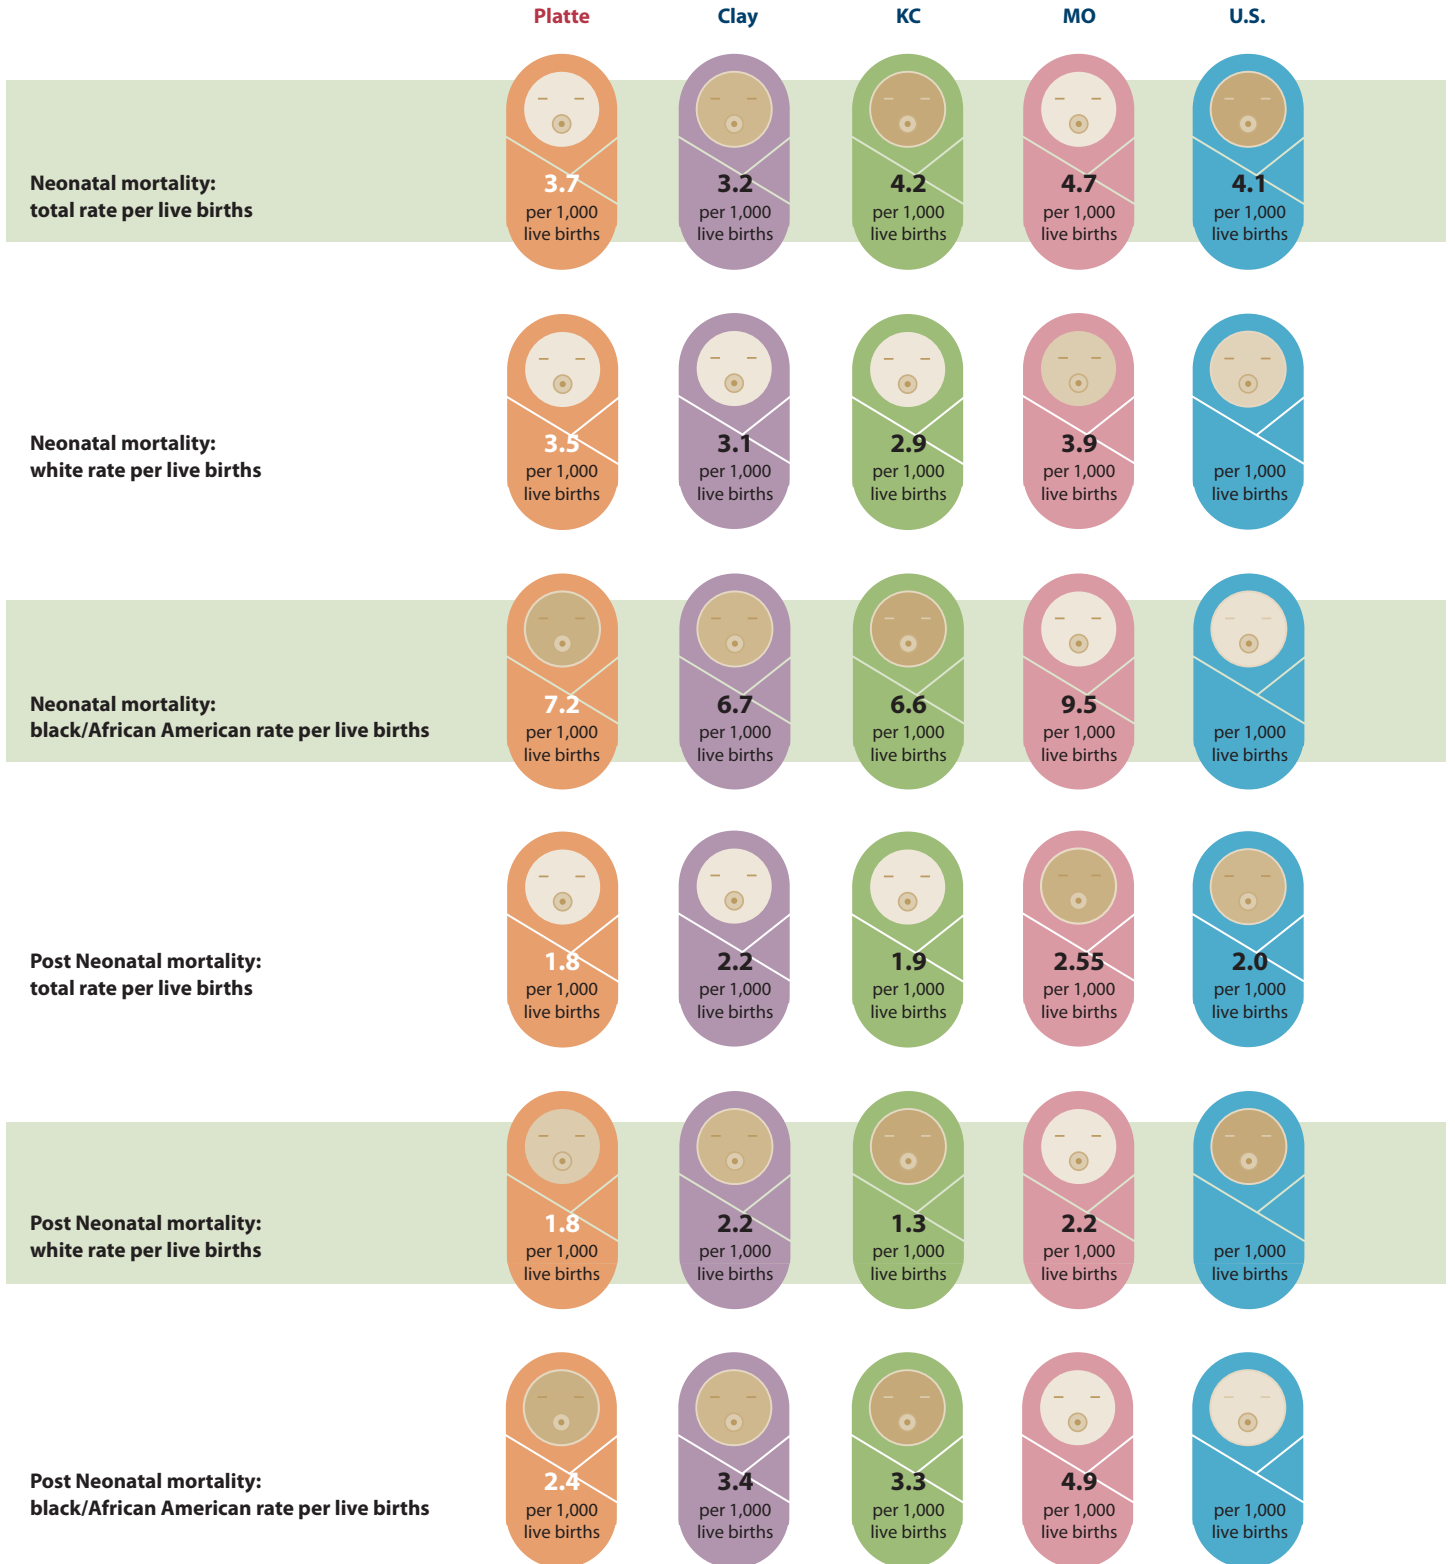 Platte Clay KC MO U.S.
Neonatal mortality:
total rate per live births
3.7 3.2 4.2 4.7 4.1
per 1,000 per 1,000 per 1,000 per 1,000 per 1,000
live births live births live births live births live births
Neonatal mortality:
white rate per live births
3.5 3.1 2.9 3.9
per 1,000 per 1,000 per 1,000 per 1,000 per 1,000
live births live births live births live births live births
Neonatal mortality:
black/African American rate per live births
7.2 6.7 6.6 9.5
per 1,000 per 1,000 per 1,000 per 1,000 per 1,000
live births live births live births live births live births
Post Neonatal mortality:
total rate per live births
1.8 2.2 1.9 2.55 2.0
per 1,000 per 1,000 per 1,000 per 1,000 per 1,000
live births live births live births live births live births
Post Neonatal mortality:
white rate per live births
1.8 2.2 1.3 2.2
per 1,000 per 1,000 per 1,000 per 1,000 per 1,000
live births live births live births live births live births
Post Neonatal mortality:
black/African American rate per live births
2.4 3.4 3.3 4.9
per 1,000 per 1,000 per 1,000 per 1,000 per 1,000
live births live births live births live births live births